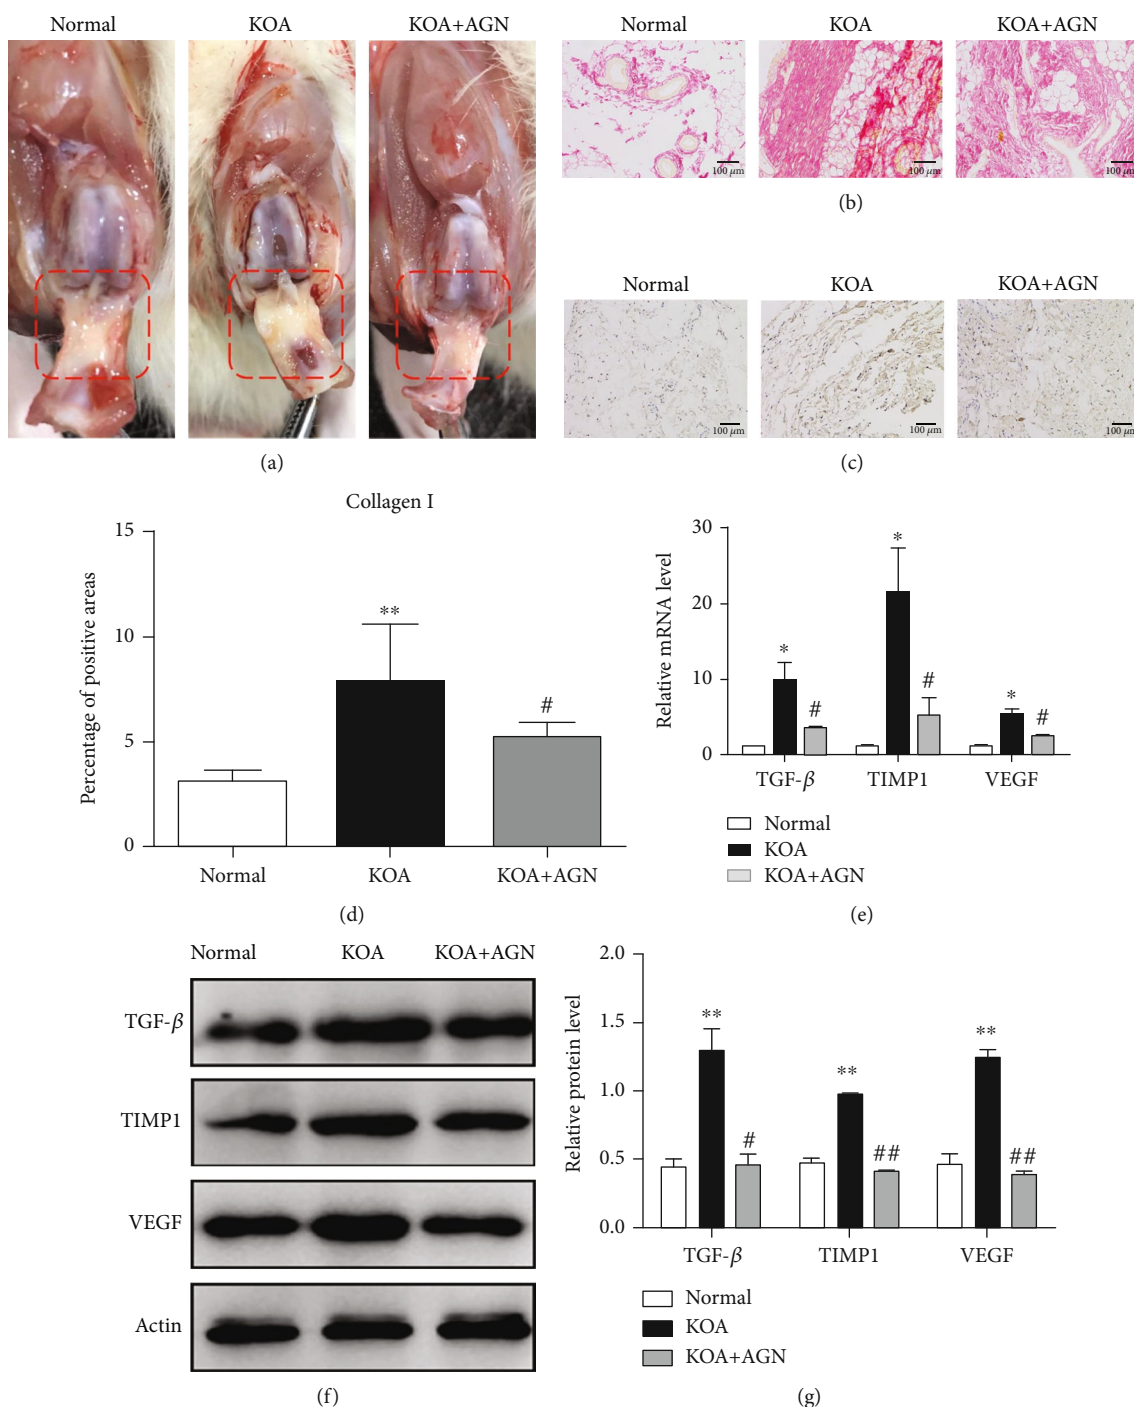 Normal KOA KOA+AGN
(a)
Normal KOA KOA+AGN
100 μm 100 μm 100 μm
(b)
Normal KOA KOA+AGN
100 μm 100 μm 100 μm
(c)
Collagen I
Percentage of positive areas
15
10
5
0
**
#
Normal KOA KOA+AGN
(d)
Relative mRNA level
30
20
10
0
* # * # * #
TGF-β TIMP1 VEGF
Normal
KOA
KOA+AGN
(e)
Normal KOA KOA+AGN
TGF-β
TIMP1
VEGF
Actin
(f)
Relative protein level
2.0
1.5
1.0
0.5
0.0
** # ** ## ** ##
TGF-β TIMP1 VEGF
Normal
KOA
KOA+AGN
(g)